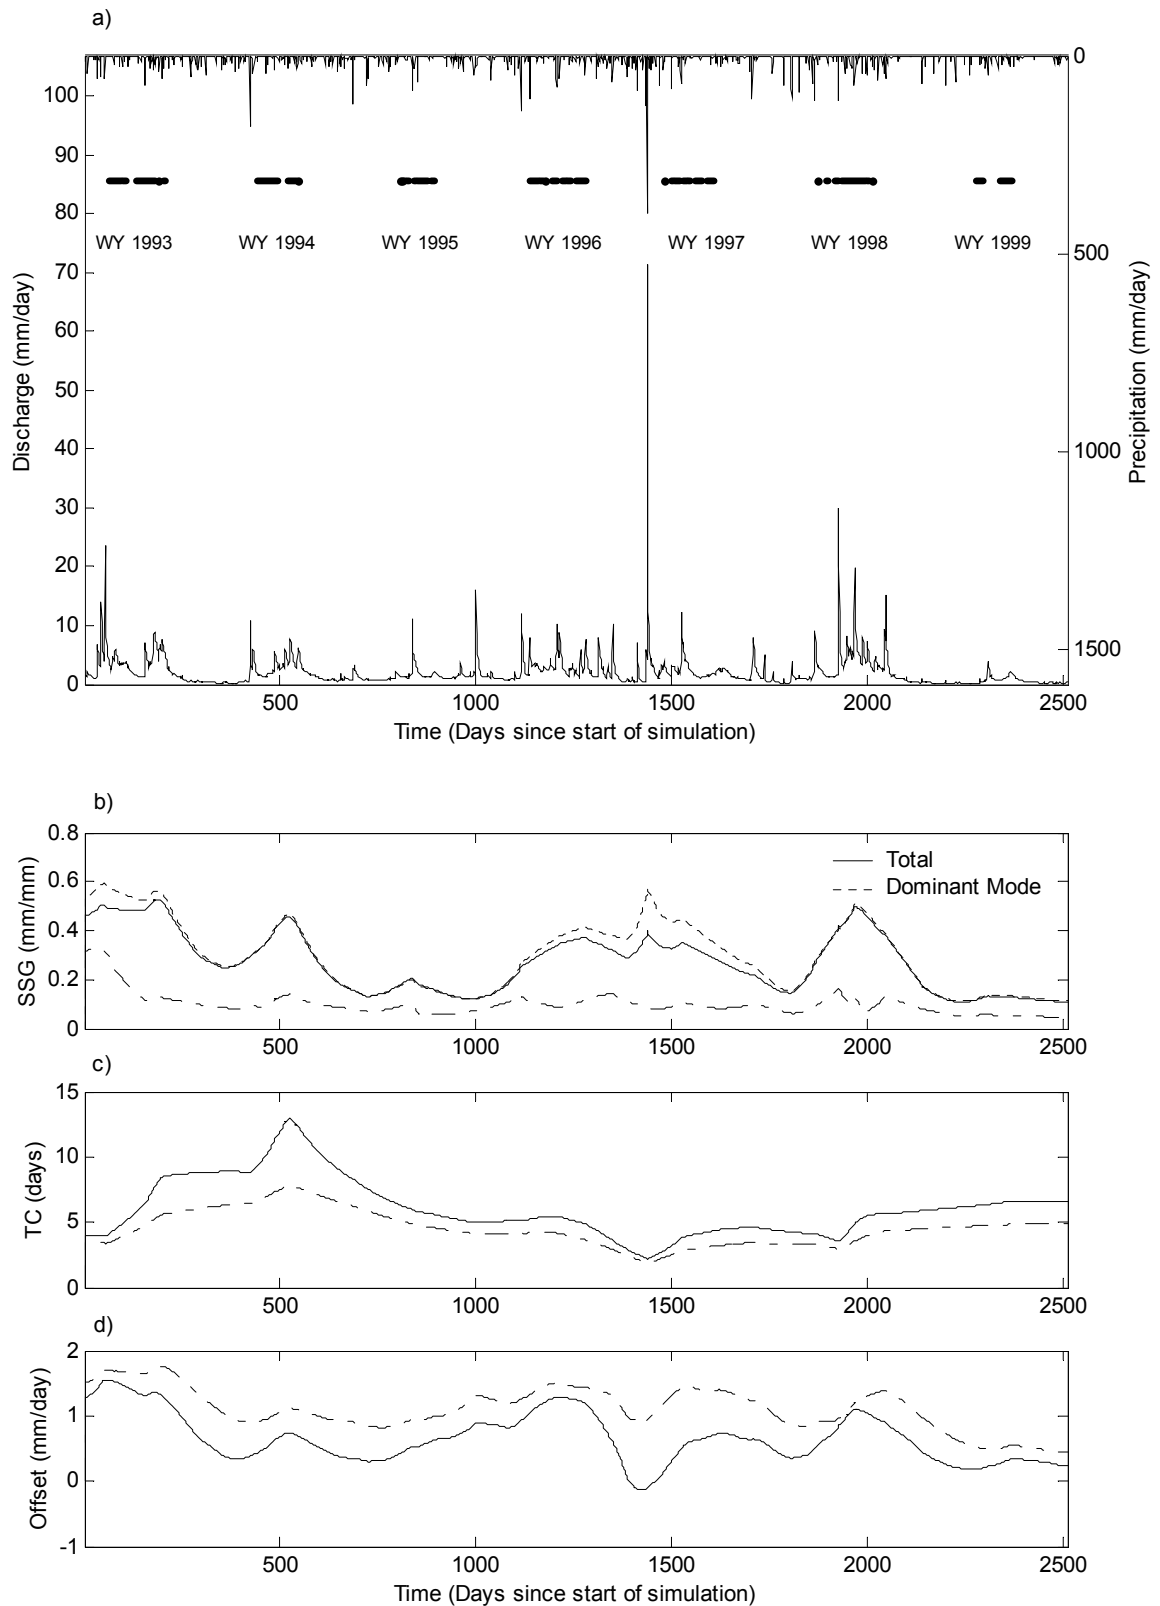 a)
0
100
90
80
70
60
50
40
30
20
10
0
500
1000
1500
WY 1993 WY 1994 WY 1995 WY 1996 WY 1997 WY 1998 WY 1999
Discharge (mm/day)
Precipitation (mm/day)
500 1000 1500 2000 2500
Time (Days since start of simulation)
b)
0.8
0.6
0.4
0.2
0
SSG (mm/mm)
Total
Dominant Mode
500 1000 1500 2000 2500
c)
15
10
5
0
TC (days)
500 1000 1500 2000 2500
d)
2
1
0
-1
Offset (mm/day)
500 1000 1500 2000 2500
Time (Days since start of simulation)